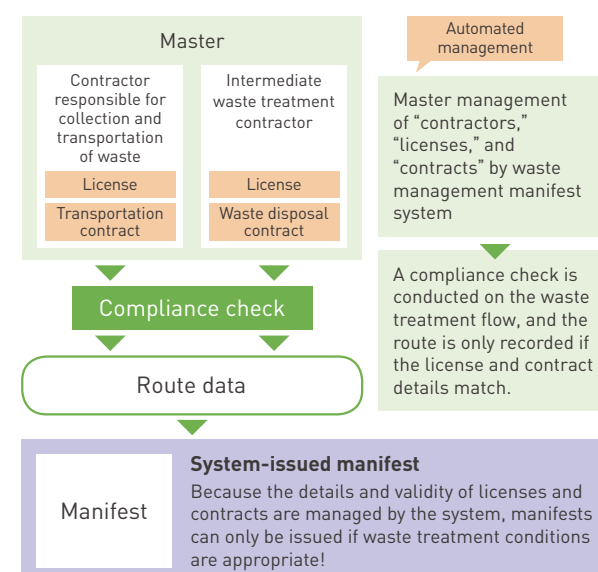 Master
Contractor
responsible for
collection and
transportation
of waste
License
Transportation
contract
Intermediate
waste treatment
contractor
License
Waste disposal
contract
Compliance check
Route data
Automated
management
Master management
of “contractors,”
“licenses,” and
“contracts” by waste
management manifest
system
A compliance check is
conducted on the waste
treatment flow, and the
route is only recorded if
the license and contract
details match.
Manifest
System-issued manifest
Because the details and validity of licenses and
contracts are managed by the system, manifests
can only be issued if waste treatment conditions
are appropriate!